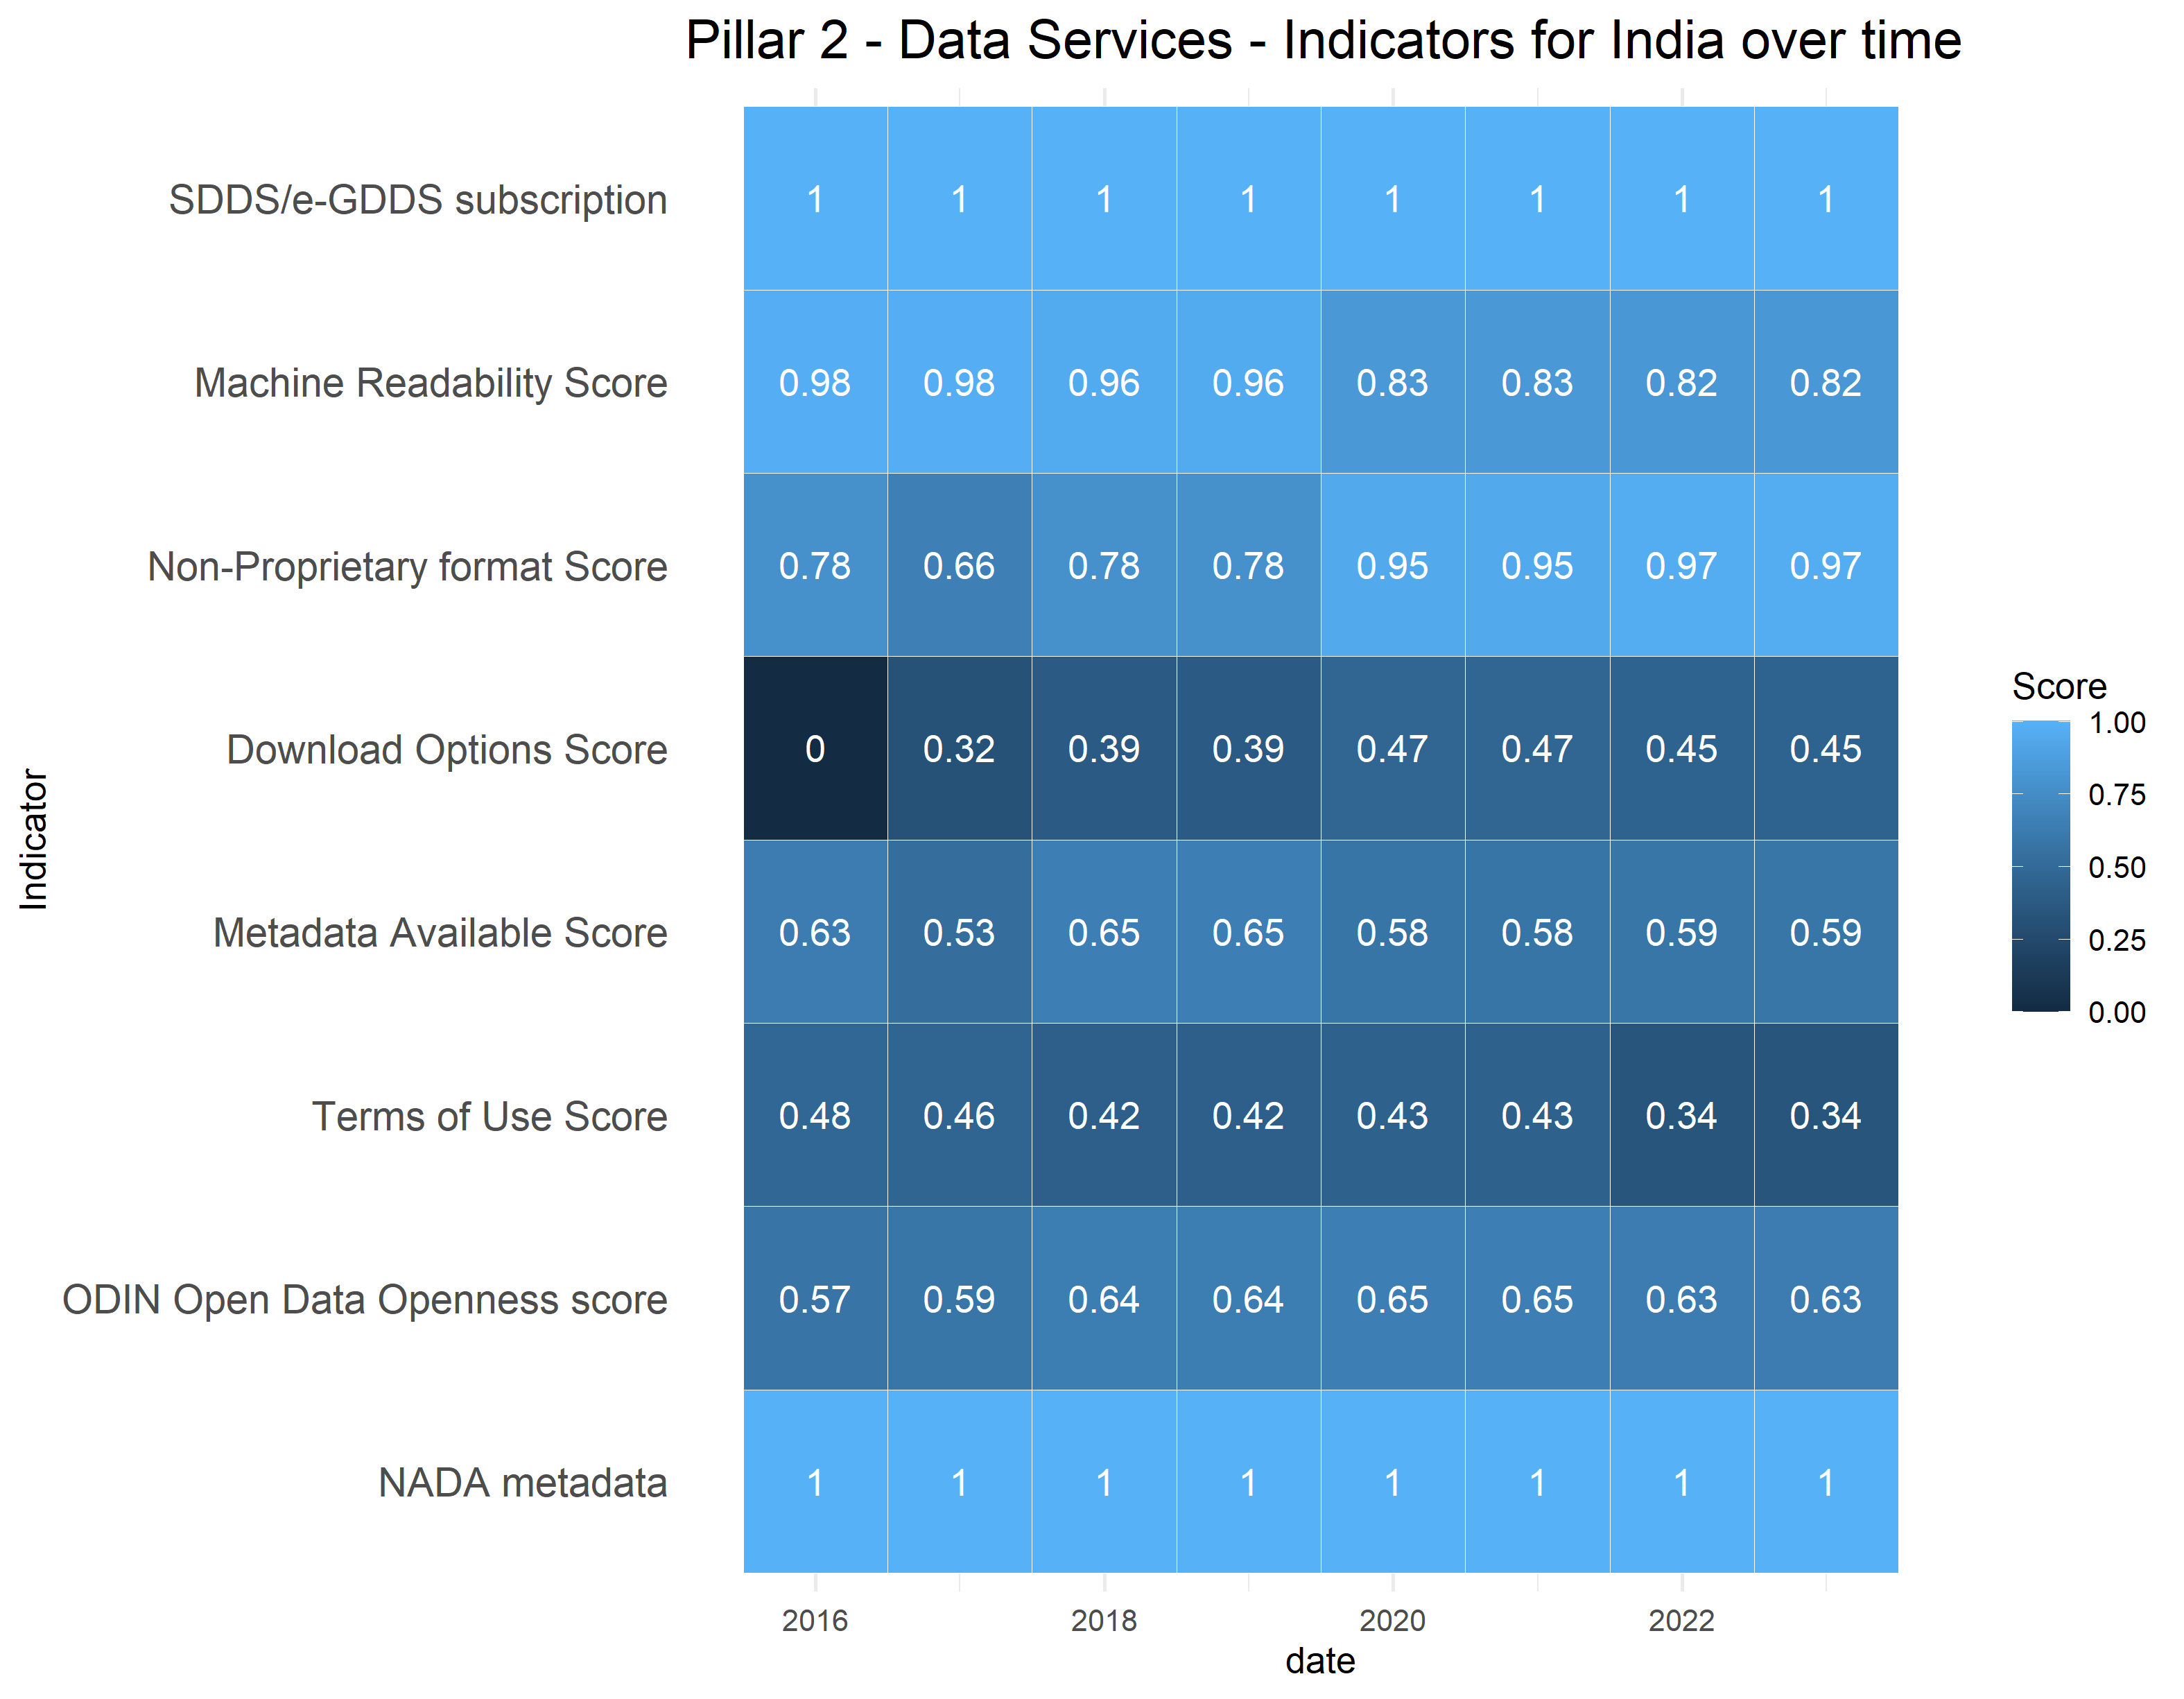 Pillar 2 - Data Services - Indicators for India over time
SDDS/e-GDDS subscription 1 1 1 1 1 1 1 1
Machine Readability Score 0.98 0.98 0.96 0.96 0.83 0.83 0.82 0.82
Non-Proprietary format Score 0.78 0.66 0.78 0.78 0.95 0.95 0.97 0.97
Download Options Score 0 0.32 0.39 0.39 0.47 0.47 0.45 0.45
Metadata Available Score 0.63 0.53 0.65 0.65 0.58 0.58 0.59 0.59
Terms of Use Score 0.48 0.46 0.42 0.42 0.43 0.43 0.34 0.34
ODIN Open Data Openness score 0.57 0.59 0.64 0.64 0.65 0.65 0.63 0.63
NADA metadata 1 1 1 1 1 1 1 1
2016 2018 2020 2022
date
Indicator
Score
1.00
0.75
0.50
0.25
0.00